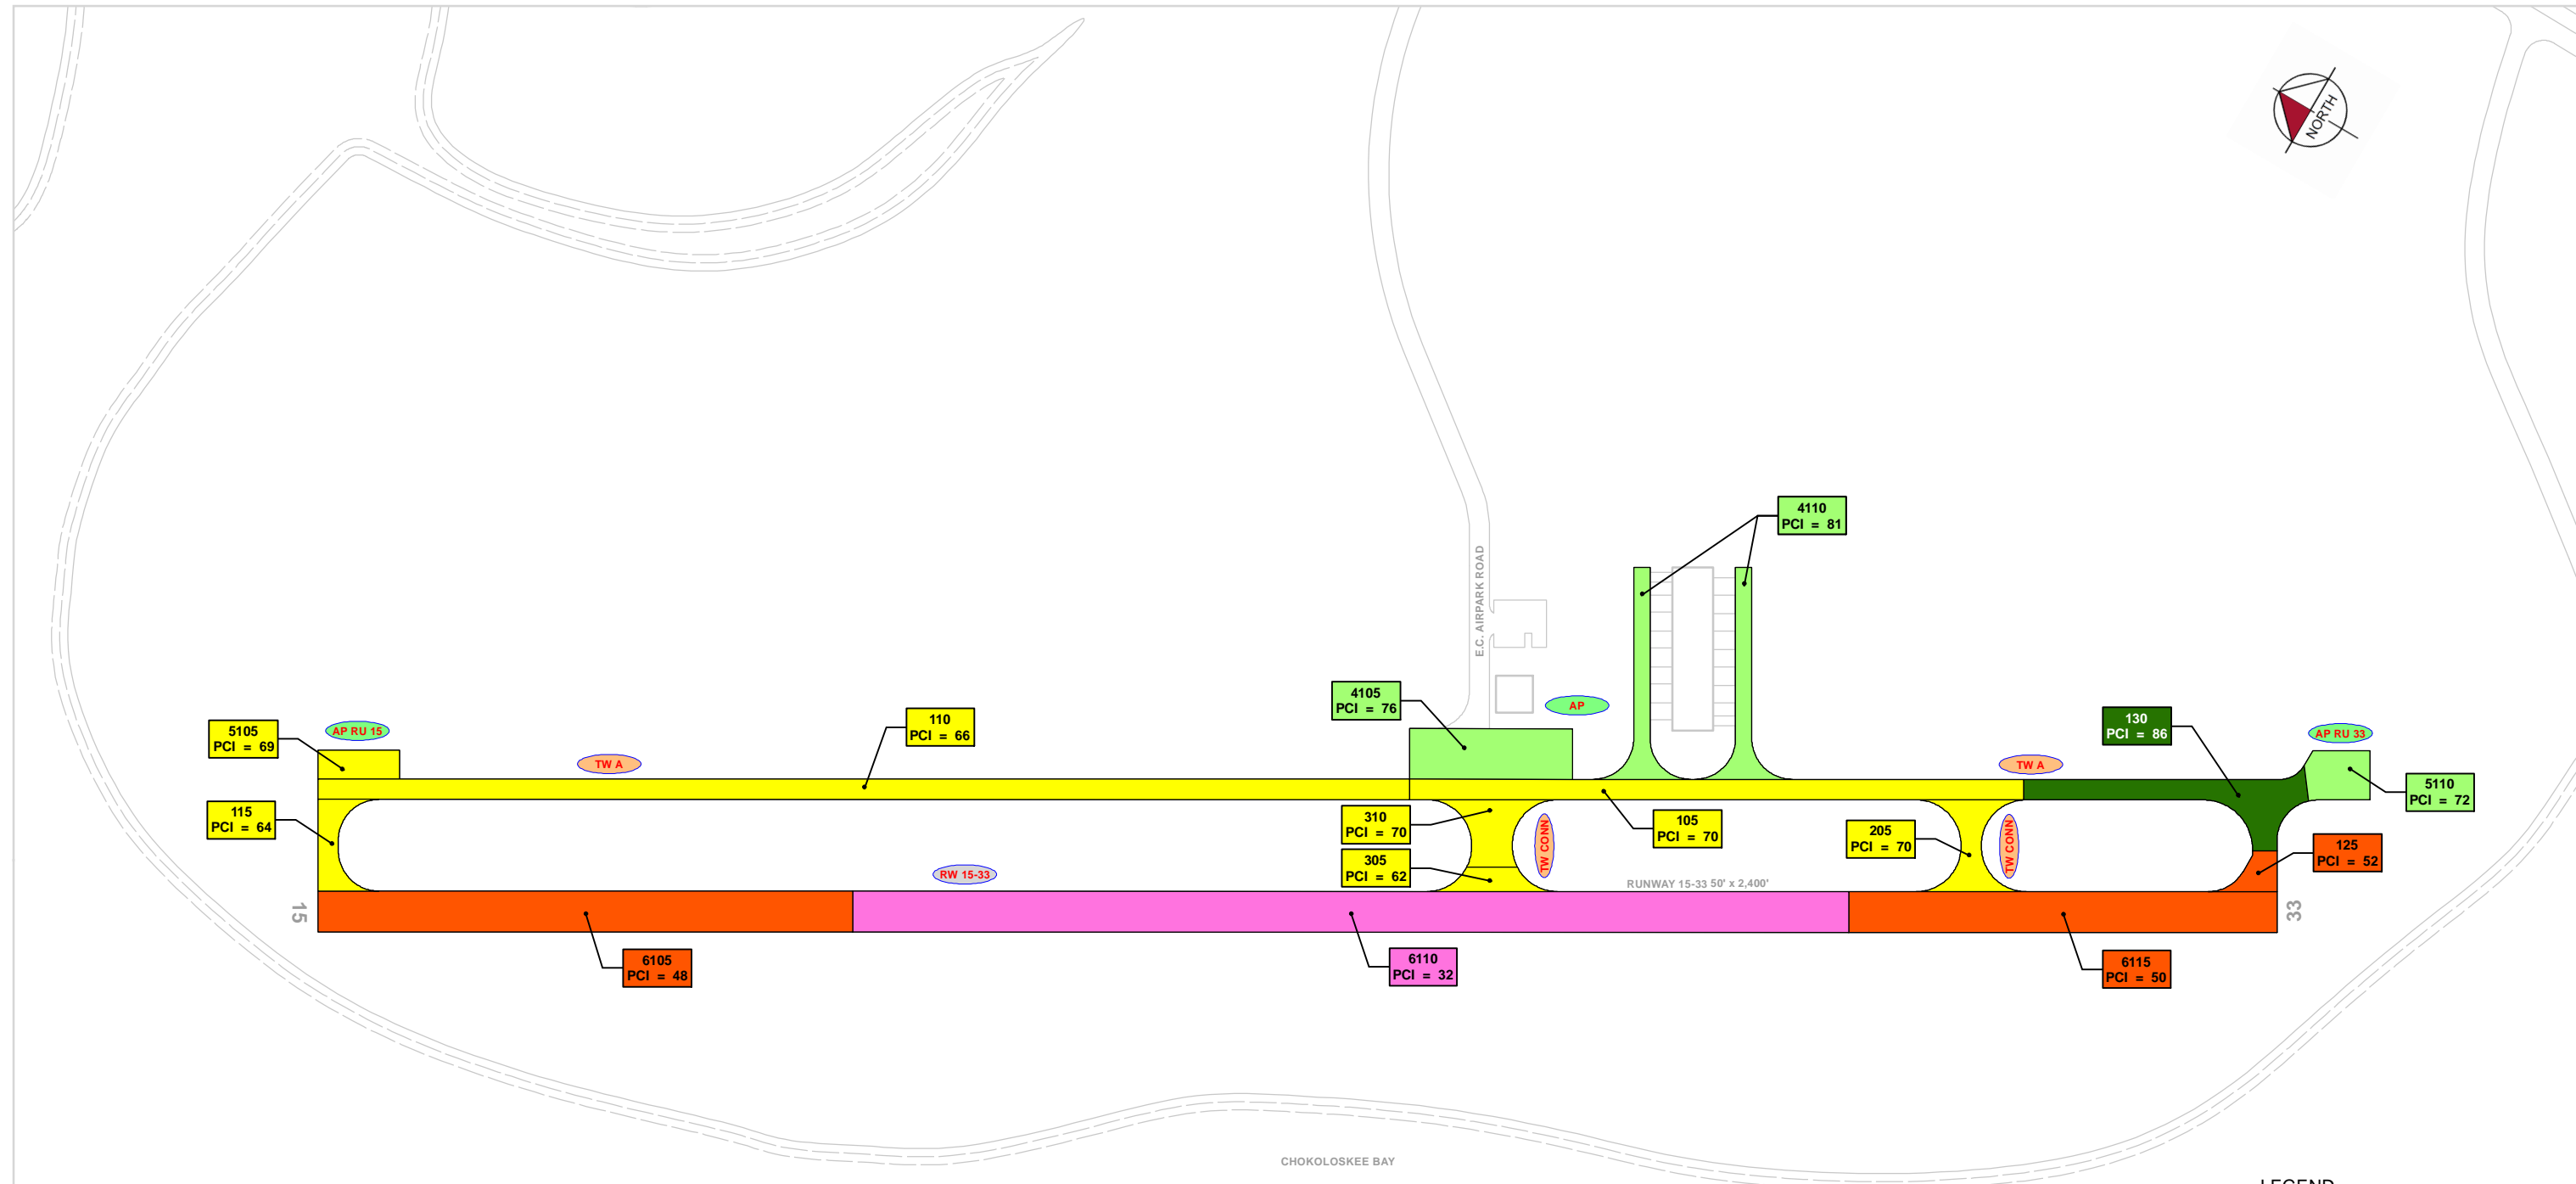 NORTH
4110
PCI = 81
E.C. AIRPARK ROAD
4105
PCI = 76
AP
5105
PCI = 69
AP RU 15
TW A
110
PCI = 66
TW A
130
PCI = 86
AP RU 33
5110
PCI = 72
115
PCI = 64
310
PCI = 70
305
PCI = 62
TW CONN
105
PCI = 70
205
PCI = 70
TW CONN
125
PCI = 52
RW 15-33
RUNWAY 15-33 50' x 2,400'
15
33
6105
PCI = 48
6110
PCI = 32
6115
PCI = 50
CHOKOLOSKEE BAY
LEGEND